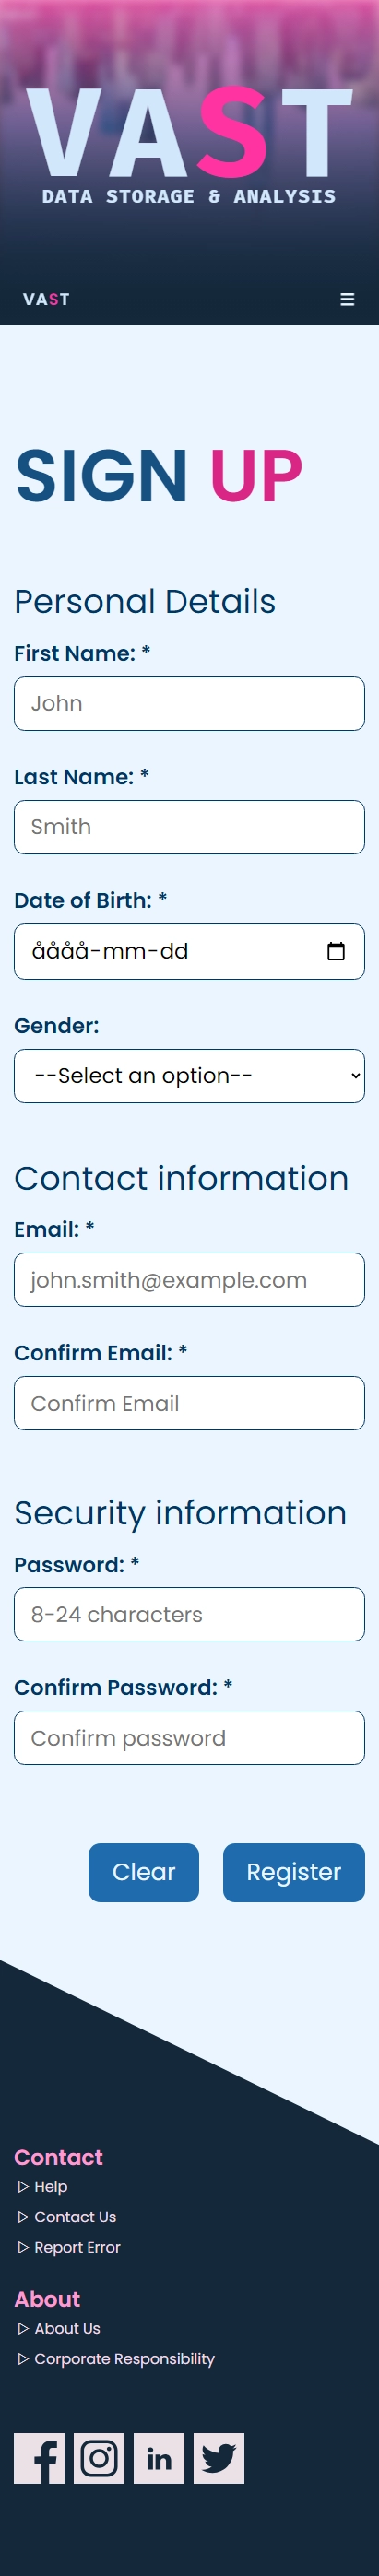 VAST
DATA STORAGE & ANALYSIS
VAST
SIGN UP
Personal Details
First Name: *
John
Last Name: *
Smith
Date of Birth: *
åååå-mm-dd
Gender:
--Select an option--
Contact information
Email: *
john.smith@example.com
Confirm Email: *
Confirm Email
Security information
Password: *
8-24 characters
Confirm Password: *
Confirm password
Clear Register
Contact
▷ Help
▷ Contact Us
▷ Report Error
About
▷ About Us
▷ Corporate Responsibility